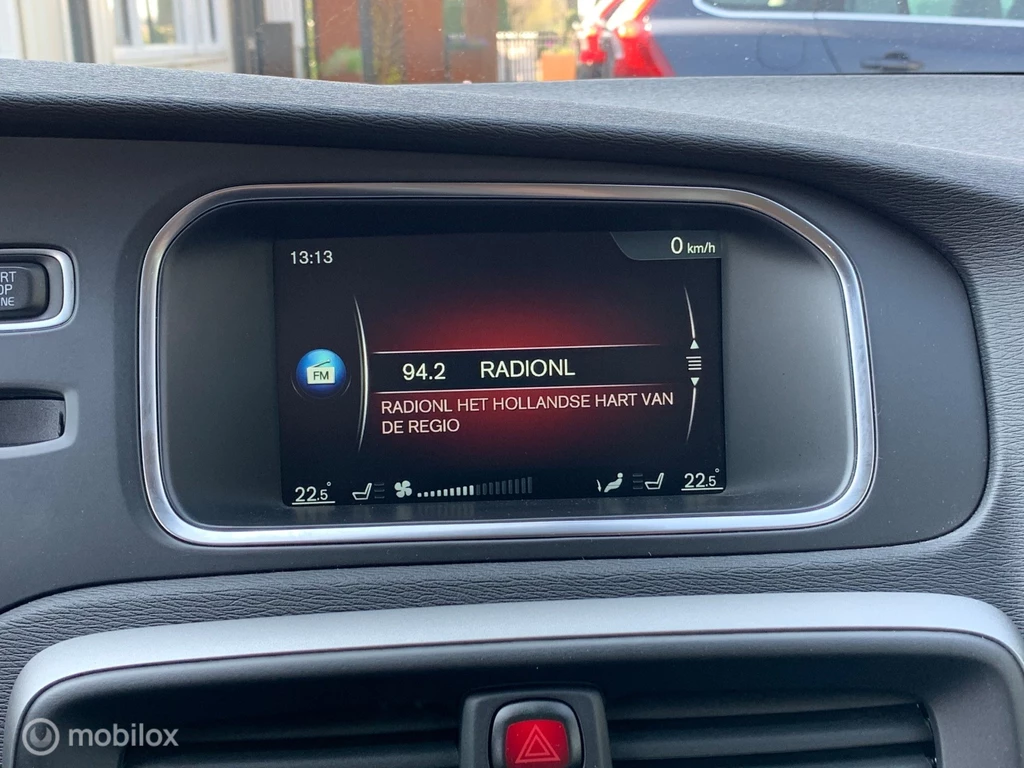 13:13
0 km/h
FM
94.2 RADIONL
RADIONL HET HOLLANDSE HART VAN
DE REGIO
22.5°
22.5°
mobilox